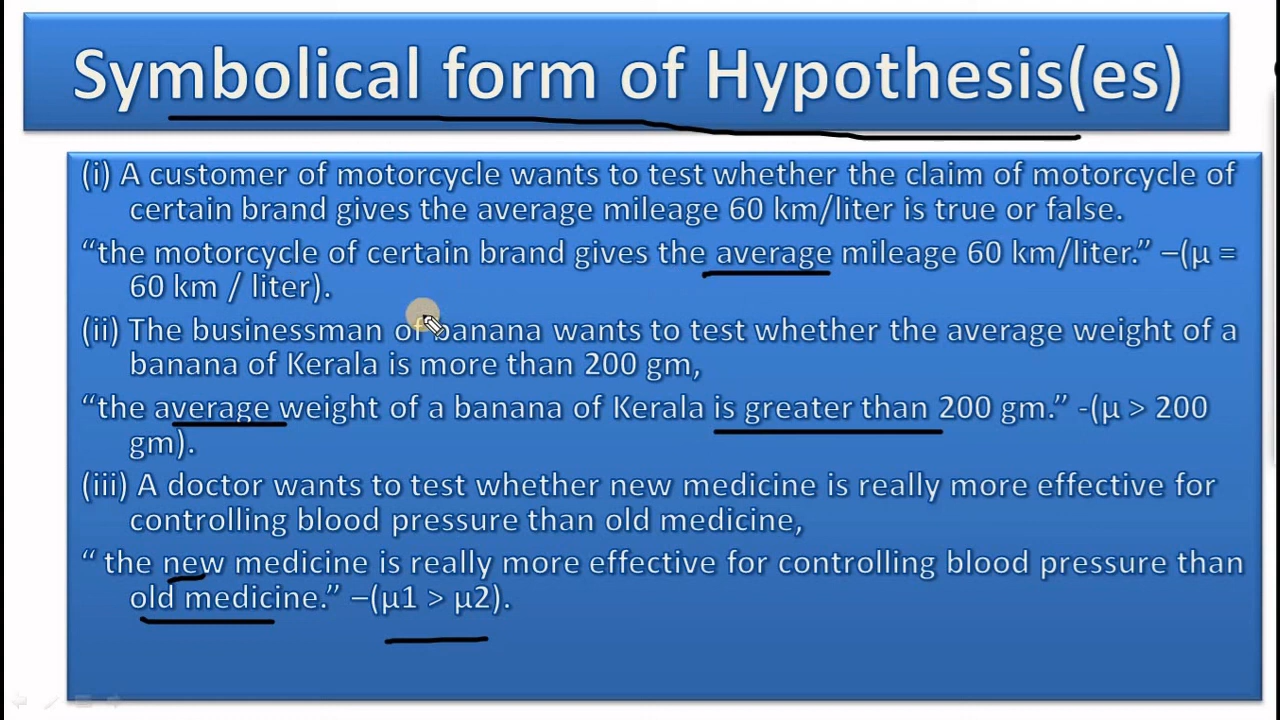 Symbolical form of Hypothesis(es)
(i) A customer of motorcycle wants to test whether the claim of motorcycle of
certain brand gives the average mileage 60 km/liter is true or false.
“the motorcycle of certain brand gives the average mileage 60 km/liter.” –(μ =
60 km / liter).
(ii) The businessman of banana wants to test whether the average weight of a
banana of Kerala is more than 200 gm,
“the average weight of a banana of Kerala is greater than 200 gm.” -(μ > 200
gm).
(iii) A doctor wants to test whether new medicine is really more effective for
controlling blood pressure than old medicine,
“ the new medicine is really more effective for controlling blood pressure than
old medicine.” –(μ1 > μ2).